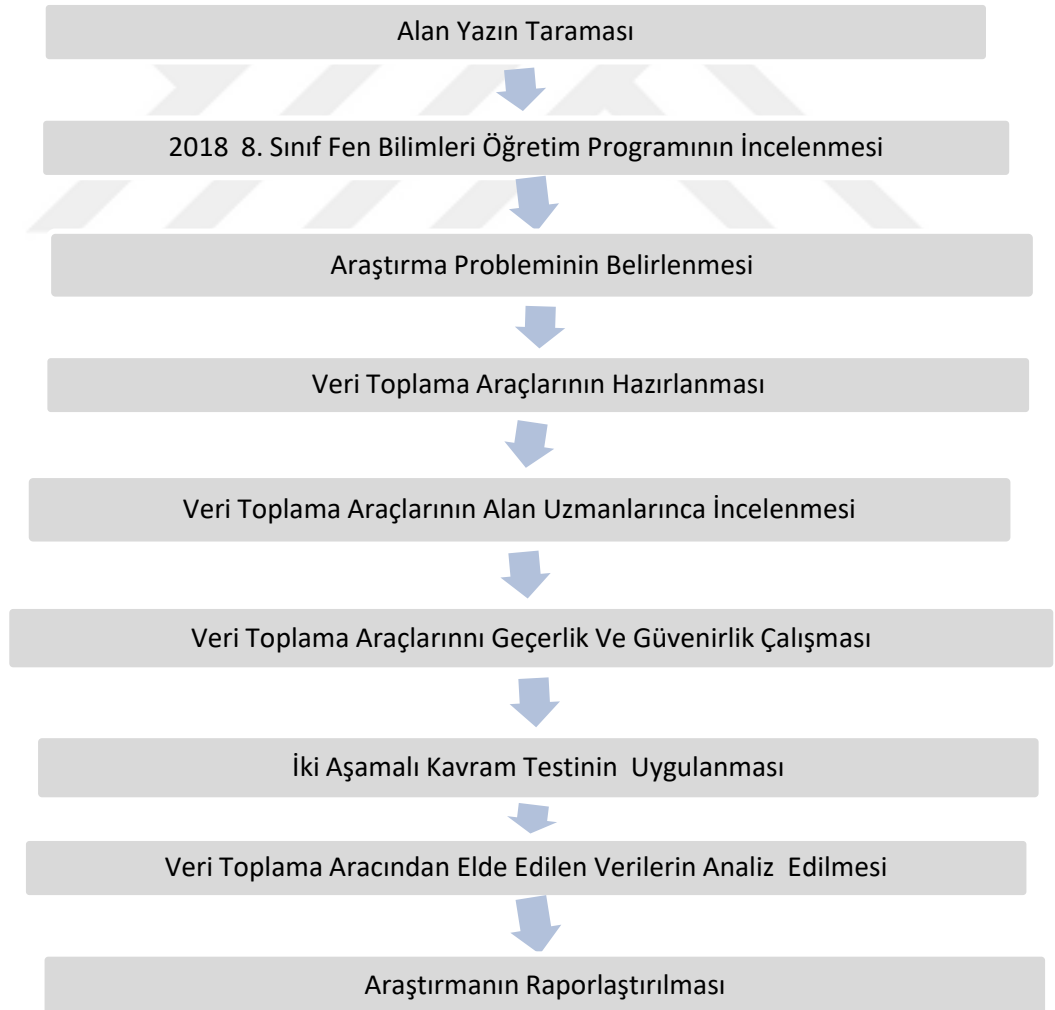 Alan Yazın Taraması
2018 8. Sınıf Fen Bilimleri Öğretim Programının İncelenmesi
Araştırma Probleminin Belirlenmesi
Veri Toplama Araçlarının Hazırlanması
Veri Toplama Araçlarının Alan Uzmanlarınca İncelenmesi
Veri Toplama Araçlarınnı Geçerlik Ve Güvenirlik Çalışması
İki Aşamalı Kavram Testinin Uygulanması
Veri Toplama Aracından Elde Edilen Verilerin Analiz Edilmesi
Araştırmanın Raporlaştırılması